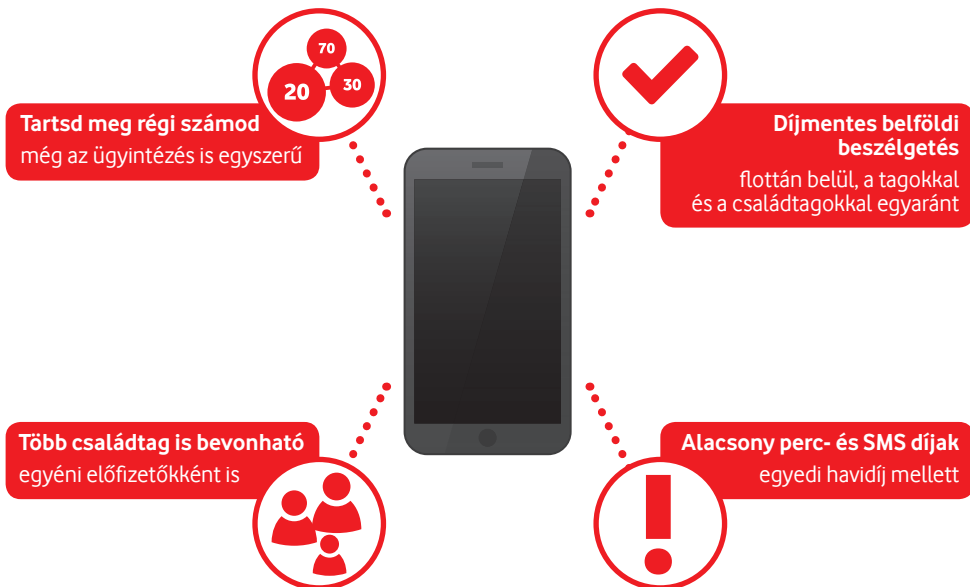 70
20
30
Tartsd meg régi számod
még az ügyintézés is egyszerű
Díjmentes belföldi
beszélgetés
flottán belül, a tagokkal
és a családtagokkal egyaránt
Több családtag is bevonható
egyéni előfizetőkként is
Alacsony perc- és SMS díjak
egyedi havidíj mellett